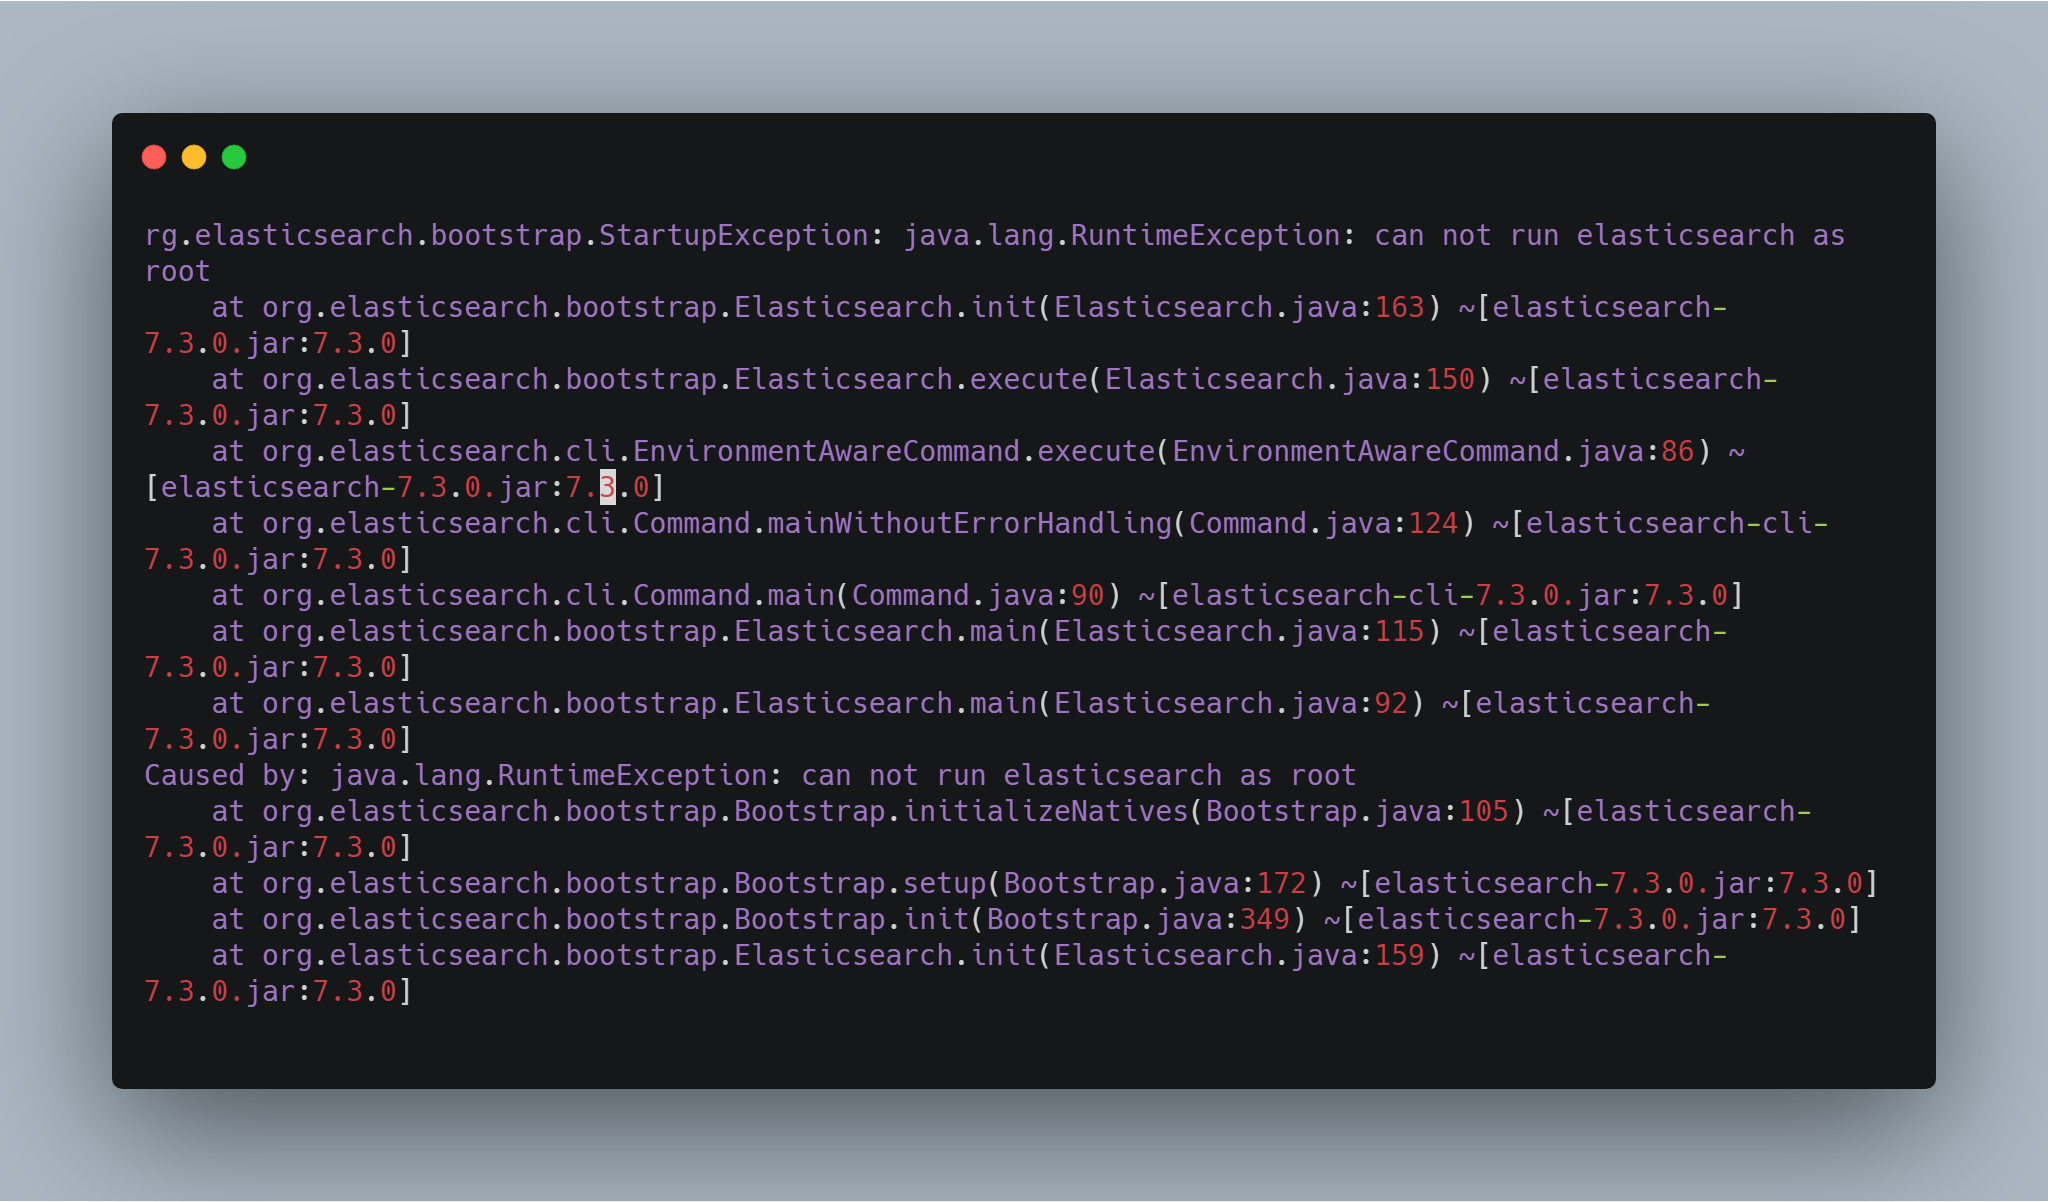 rg.elasticsearch.bootstrap.StartupException: java.lang.RuntimeException: can not run elasticsearch as
root
    at org.elasticsearch.bootstrap.Elasticsearch.init(Elasticsearch.java:163) ~[elasticsearch-
7.3.0.jar:7.3.0]
    at org.elasticsearch.bootstrap.Elasticsearch.execute(Elasticsearch.java:150) ~[elasticsearch-
7.3.0.jar:7.3.0]
    at org.elasticsearch.cli.EnvironmentAwareCommand.execute(EnvironmentAwareCommand.java:86) ~
[elasticsearch-7.3.0.jar:7.3.0]
    at org.elasticsearch.cli.Command.mainWithoutErrorHandling(Command.java:124) ~[elasticsearch-cli-
7.3.0.jar:7.3.0]
    at org.elasticsearch.cli.Command.main(Command.java:90) ~[elasticsearch-cli-7.3.0.jar:7.3.0]
    at org.elasticsearch.bootstrap.Elasticsearch.main(Elasticsearch.java:115) ~[elasticsearch-
7.3.0.jar:7.3.0]
    at org.elasticsearch.bootstrap.Elasticsearch.main(Elasticsearch.java:92) ~[elasticsearch-
7.3.0.jar:7.3.0]
Caused by: java.lang.RuntimeException: can not run elasticsearch as root
    at org.elasticsearch.bootstrap.Bootstrap.initializeNatives(Bootstrap.java:105) ~[elasticsearch-
7.3.0.jar:7.3.0]
    at org.elasticsearch.bootstrap.Bootstrap.setup(Bootstrap.java:172) ~[elasticsearch-7.3.0.jar:7.3.0]
    at org.elasticsearch.bootstrap.Bootstrap.init(Bootstrap.java:349) ~[elasticsearch-7.3.0.jar:7.3.0]
    at org.elasticsearch.bootstrap.Elasticsearch.init(Elasticsearch.java:159) ~[elasticsearch-
7.3.0.jar:7.3.0]